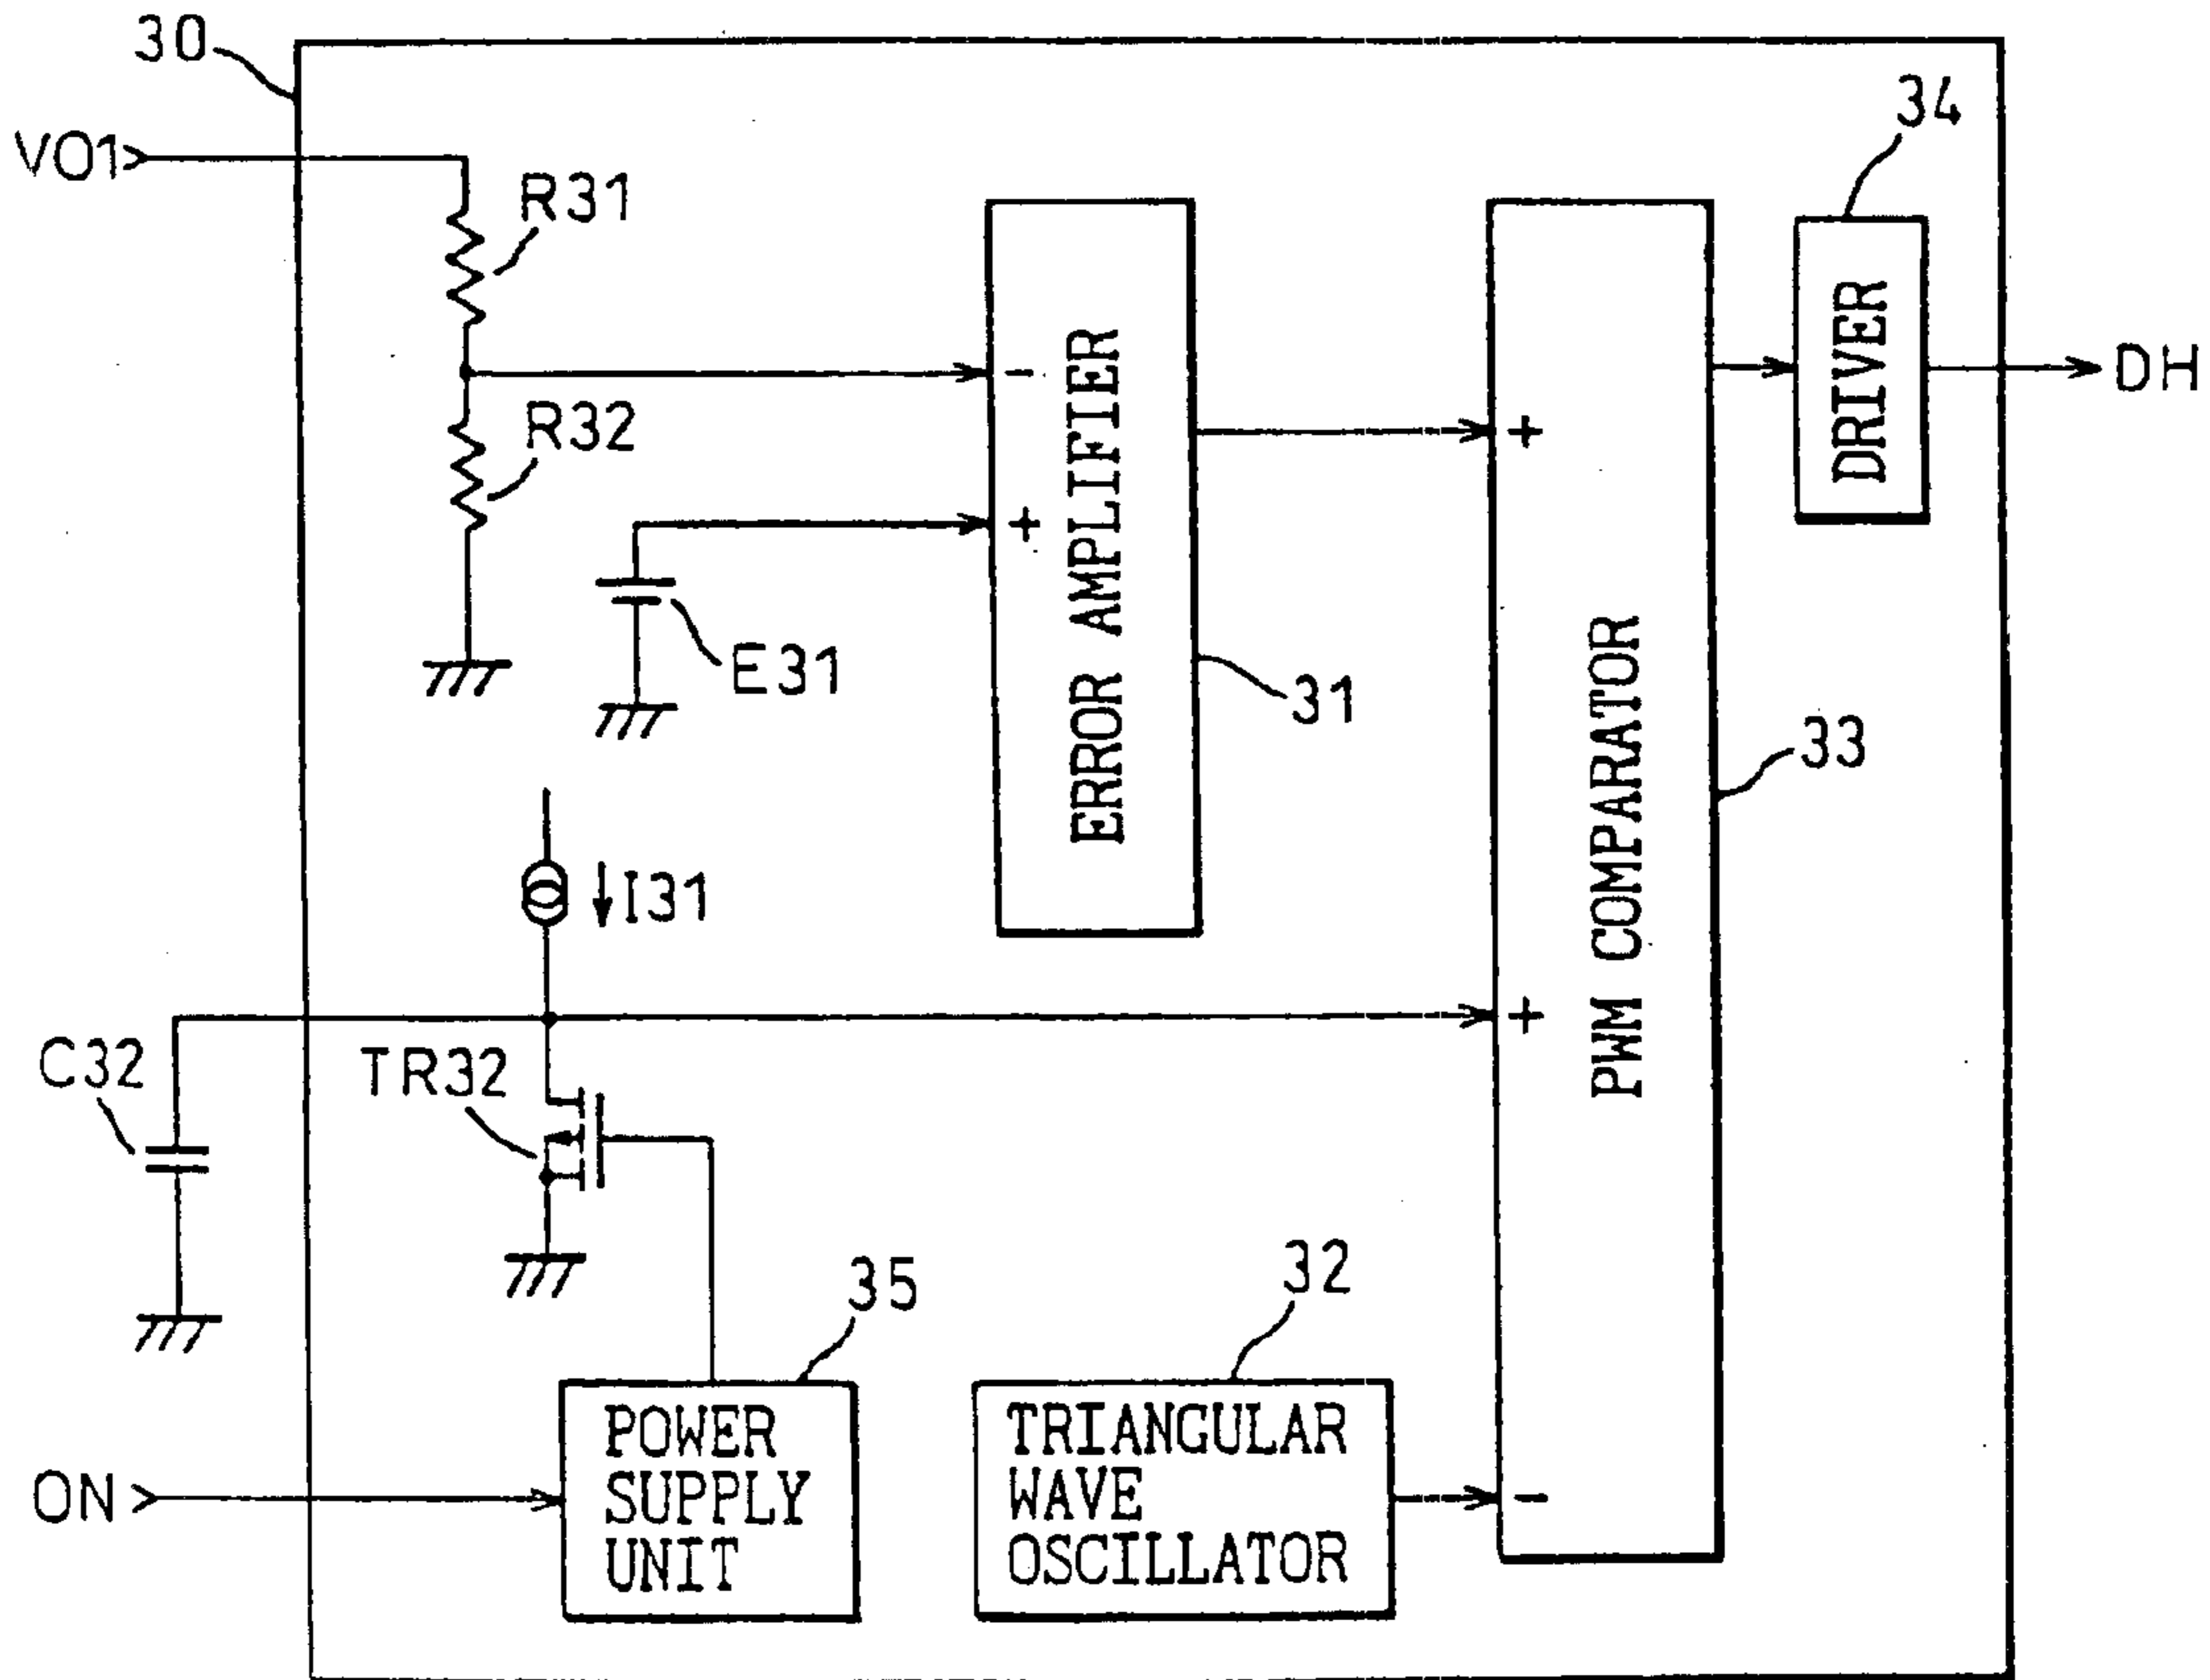 30
34
VO1
R31
DH
R32
DRIVER
-
+
+
E31
ERROR AMPLIFIER
31
33
PWM COMPARATOR
I31
+
C32
TR32
35
32
ON
POWER
SUPPLY
UNIT
TRIANGULAR
WAVE
OSCILLATOR
-